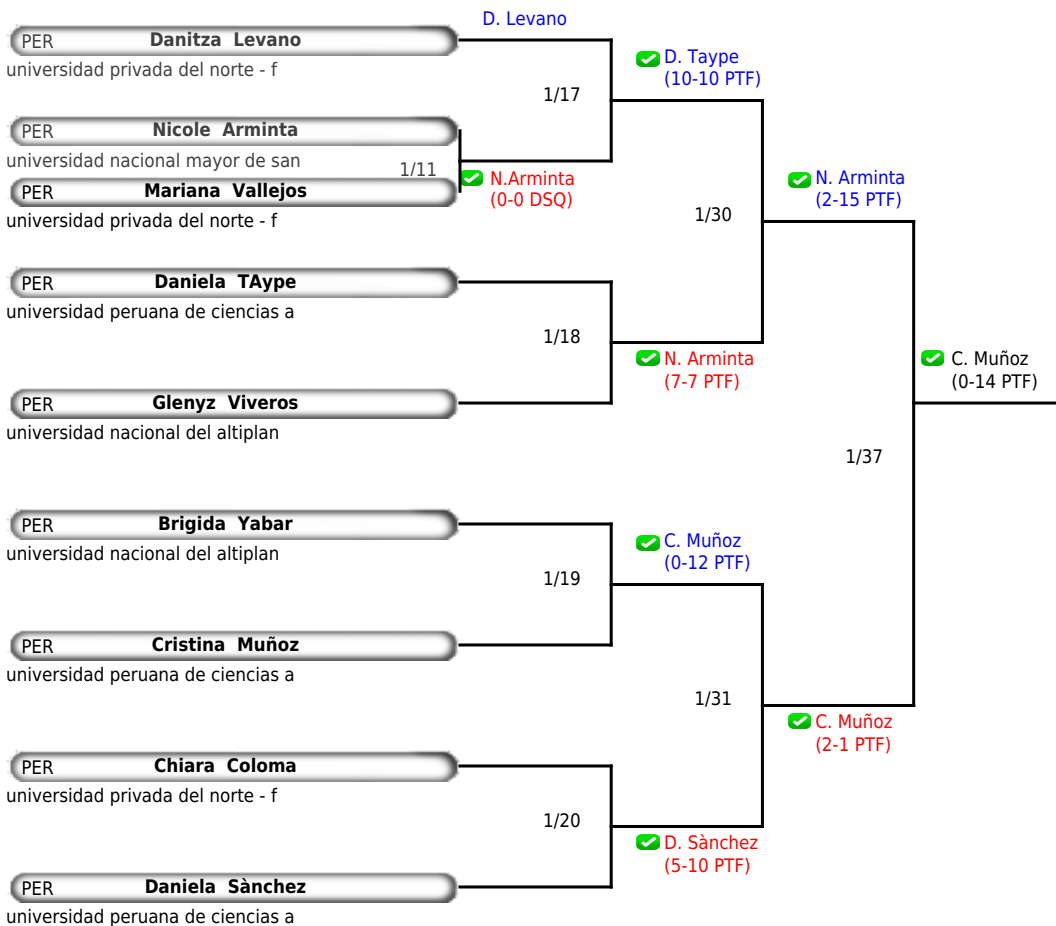 D. Levano
PER Danitza Levano
universidad privada del norte - f
D. Taype
(10-10 PTF)
1/17
PER Nicole Arminta
universidad nacional mayor de san
1/11
N.Arminta
(0-0 DSQ)
PER Mariana Vallejos
universidad privada del norte - f
N. Arminta
(2-15 PTF)
1/30
PER Daniela TAype
universidad peruana de ciencias a
1/18
N. Arminta
(7-7 PTF)
C. Muñoz
(0-14 PTF)
PER Glenyz Viveros
universidad nacional del altiplan
1/37
PER Brigida Yabar
universidad nacional del altiplan
C. Muñoz
(0-12 PTF)
1/19
PER Cristina Muñoz
universidad peruana de ciencias a
1/31
C. Muñoz
(2-1 PTF)
PER Chiara Coloma
universidad privada del norte - f
1/20
D. Sànchez
(5-10 PTF)
PER Daniela Sànchez
universidad peruana de ciencias a